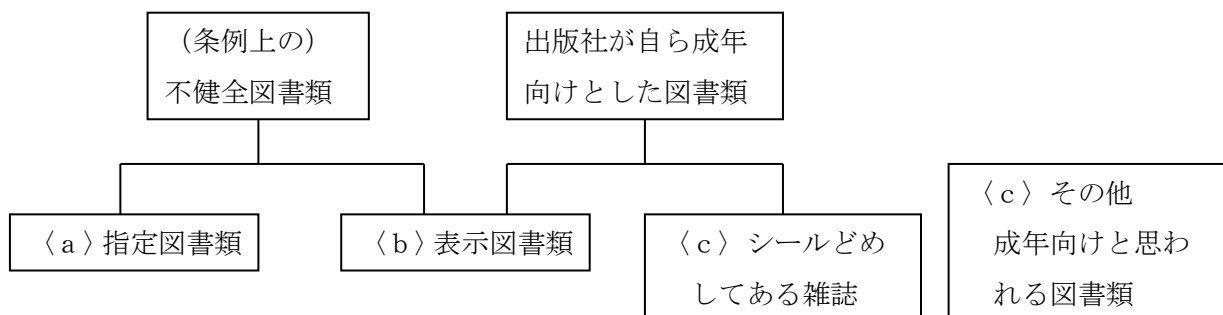 （条例上の）
不健全図書類
出版社が自ら成年
向けとした図書類
〈ａ〉指定図書類
〈ｂ〉表示図書類
〈ｃ〉シールどめ
してある雑誌
〈ｃ〉その他
成年向けと思わ
れる図書類